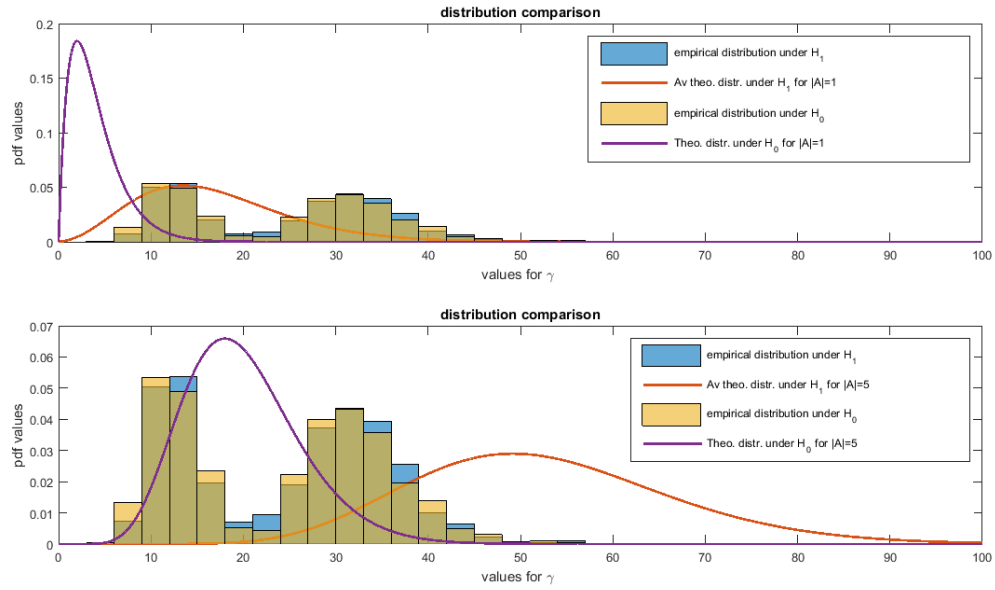 distribution comparison
0.2
0.15
0.1
0.05
0
pdf values
empirical distribution under H₁
Av theo. distr. under H₁ for |A|=1
empirical distribution under H₀
Theo. distr. under H₀ for |A|=1
0 10 20 30 40 50 60 70 80 90 100
values for γ
distribution comparison
0.07
0.06
0.05
0.04
0.03
0.02
0.01
0
pdf values
empirical distribution under H₁
Av theo. distr. under H₁ for |A|=5
empirical distribution under H₀
Theo. distr. under H₀ for |A|=5
0 10 20 30 40 50 60 70 80 90 100
values for γ